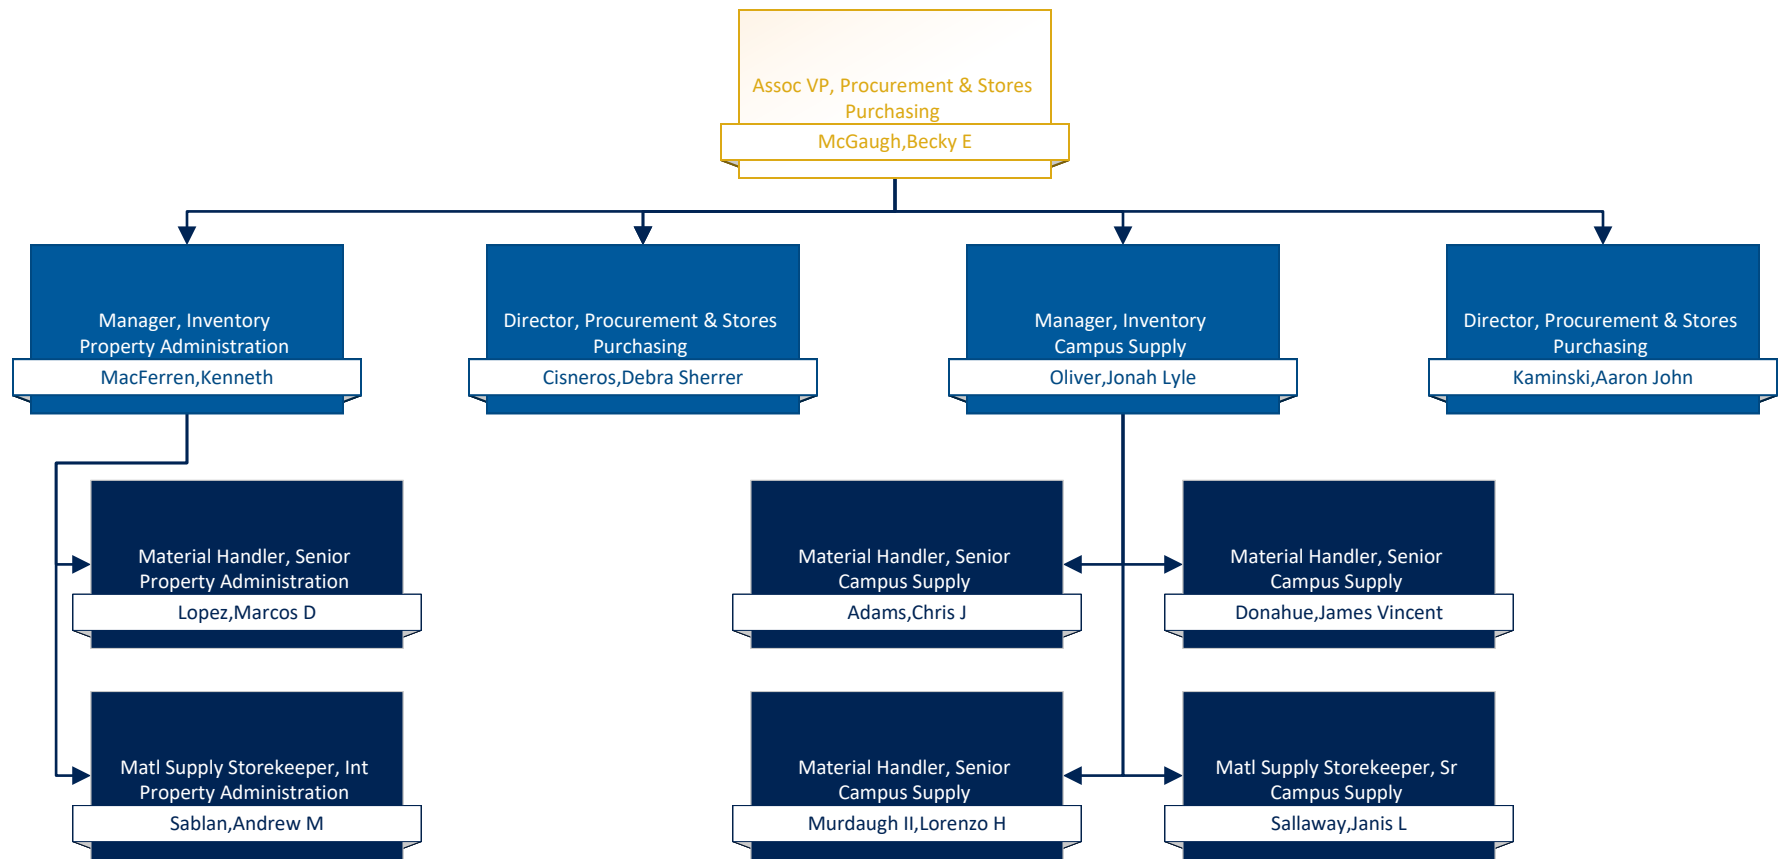 Assoc VP, Procurement & Stores
Purchasing
McGaugh,Becky E
Manager, Inventory
Property Administration
MacFerren,Kenneth
Director, Procurement & Stores
Purchasing
Cisneros,Debra Sherrer
Manager, Inventory
Campus Supply
Oliver,Jonah Lyle
Director, Procurement & Stores
Purchasing
Kaminski,Aaron John
Material Handler, Senior
Property Administration
Lopez,Marcos D
Material Handler, Senior
Campus Supply
Adams,Chris J
Material Handler, Senior
Campus Supply
Donahue,James Vincent
Matl Supply Storekeeper, Int
Property Administration
Sablan,Andrew M
Material Handler, Senior
Campus Supply
Murdaugh II,Lorenzo H
Matl Supply Storekeeper, Sr
Campus Supply
Sallaway,Janis L